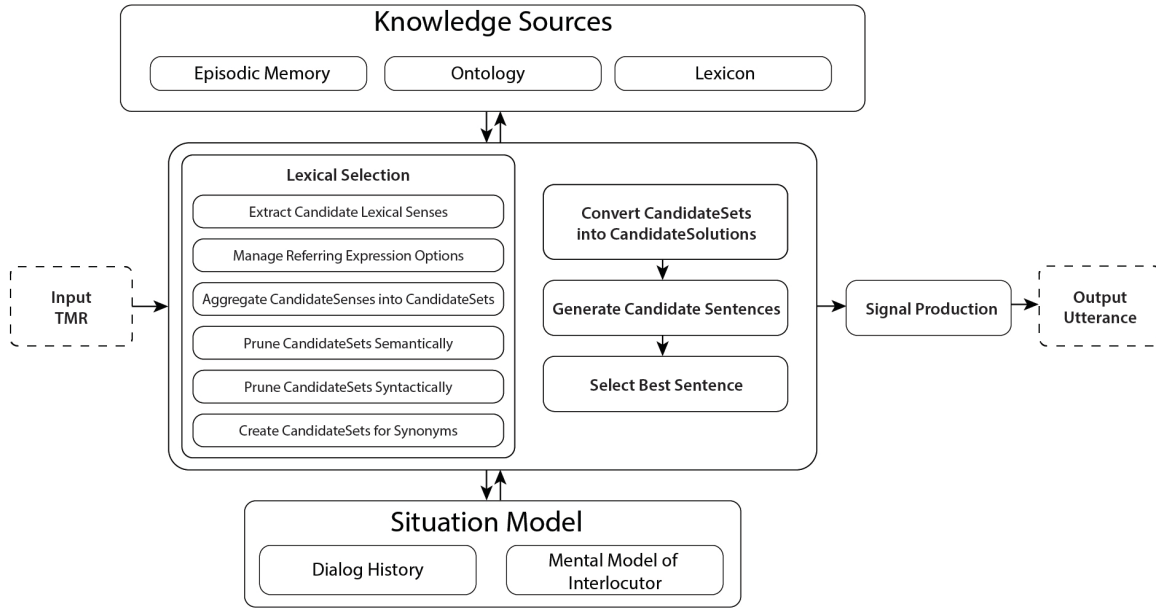 Knowledge Sources
Episodic Memory
Ontology
Lexicon
Lexical Selection
Extract Candidate Lexical Senses
Manage Referring Expression Options
Aggregate CandidateSenses into CandidateSets
Prune CandidateSets Semantically
Prune CandidateSets Syntactically
Create CandidateSets for Synonyms
Convert CandidateSets
into CandidateSolutions
Generate Candidate Sentences
Select Best Sentence
Input
TMR
Signal Production
Output
Utterance
Situation Model
Dialog History
Mental Model of
Interlocutor